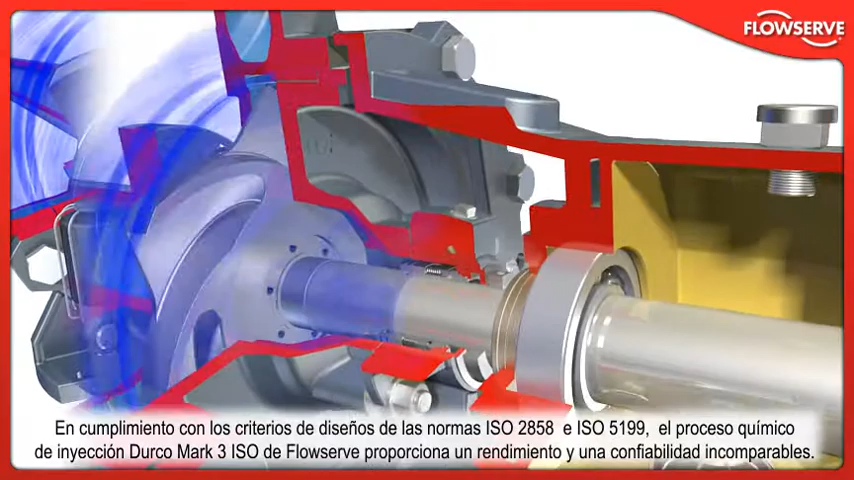 FLOWSERVE
En cumplimiento con los criterios de diseños de las normas ISO 2858 e ISO 5199, el proceso químico
de inyección Durco Mark 3 ISO de Flowserve proporciona un rendimiento y una confiabilidad incomparables.